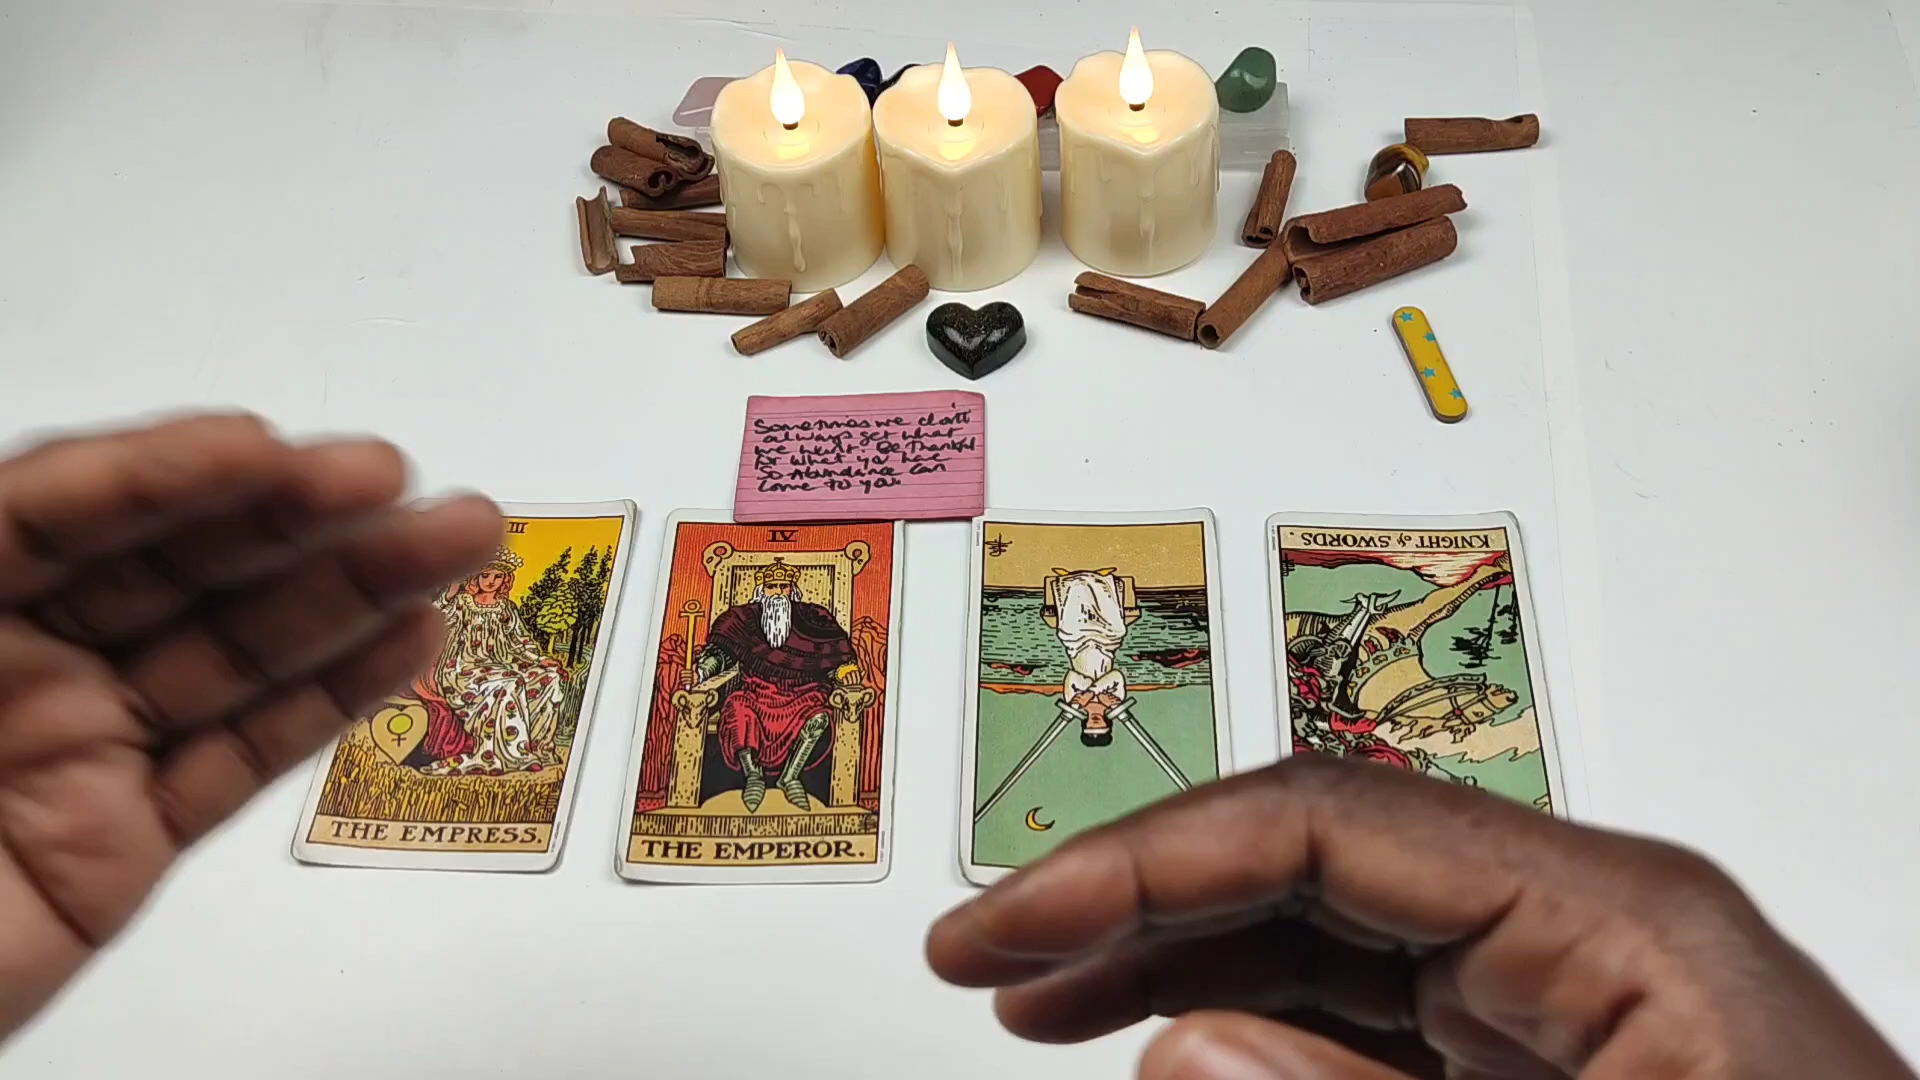 Sometimes we don't
always get what
we want. Be Thankful
for what you have
So Abundance can
come to you
III
THE EMPRESS.
IV
THE EMPEROR.
KNIGHT of SWORDS.